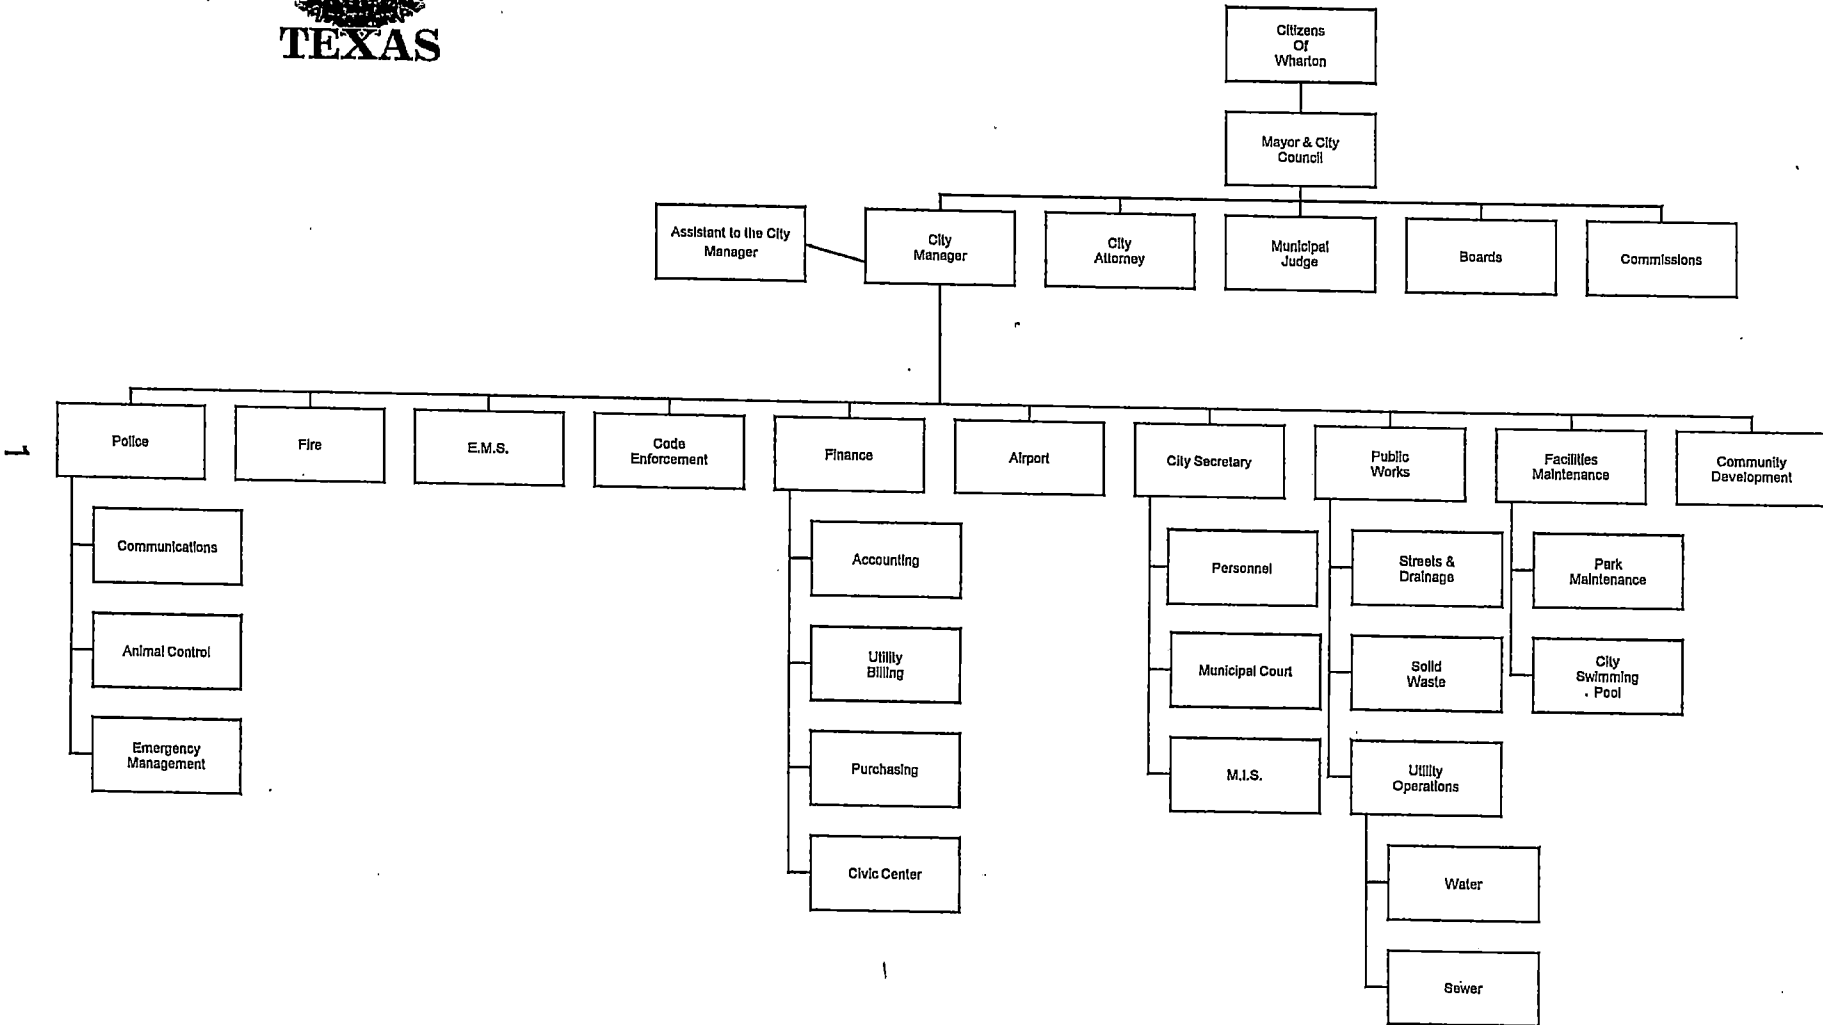 TEXAS
Citizens
Of
Wharton
Mayor & City
Council
Assistant to the City
Manager
City
Manager
City
Attorney
Municipal
Judge
Boards
Commissions
1
Police
Fire
E.M.S.
Code
Enforcement
Finance
Airport
City Secretary
Public
Works
Facilities
Maintenance
Community
Development
Communications
Animal Control
Emergency
Management
Accounting
Utility
Billing
Purchasing
Civic Center
Personnel
Municipal Court
M.I.S.
Streets &
Drainage
Solid
Waste
Utility
Operations
Water
Sewer
Park
Maintenance
City
Swimming
Pool